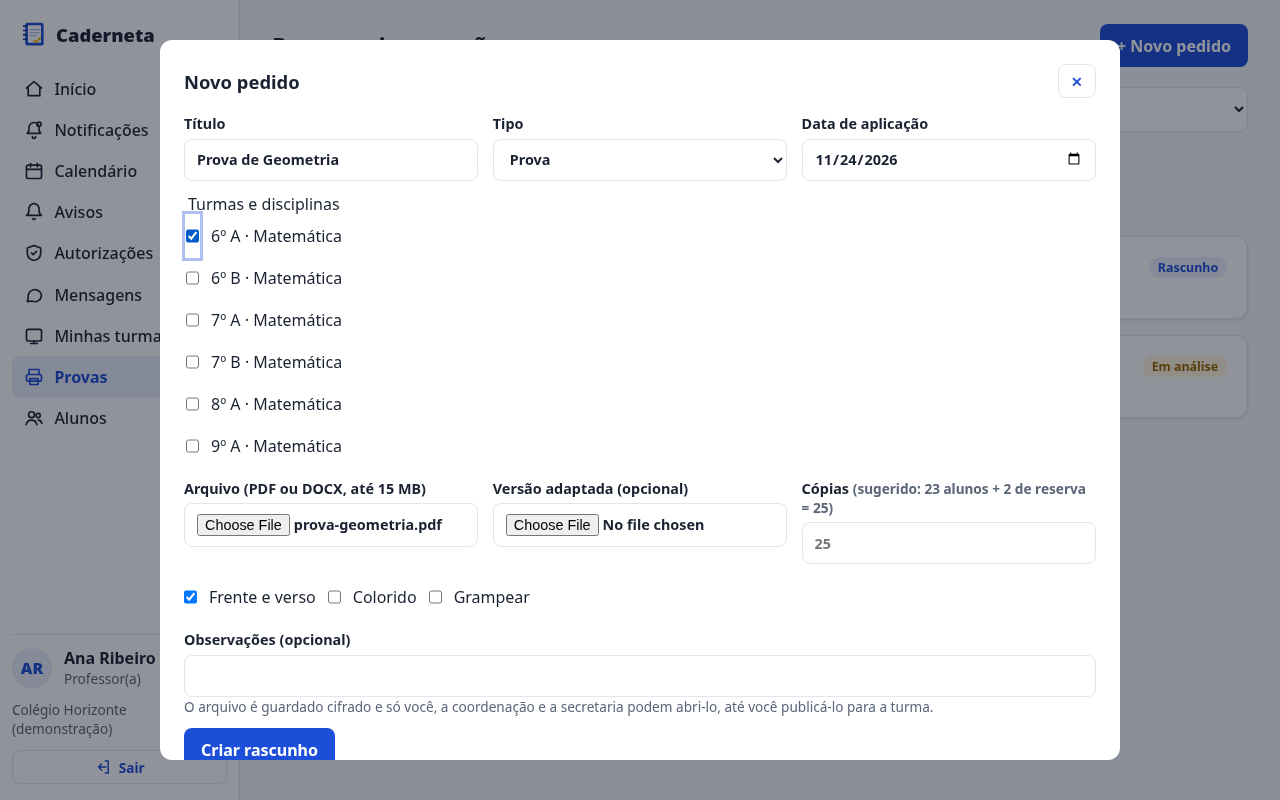 Caderneta
Início
Notificações
Calendário
Avisos
Autorizações
Mensagens
Minhas turma
Provas
Alunos
AR
Ana Ribeiro
Professor(a)
Colégio Horizonte
(demonstração)
Sair
+ Novo pedido
Rascunho
Em análise
Novo pedido
×
Título
Tipo
Data de aplicação
Prova de Geometria
Prova
11/24/2026
Turmas e disciplinas
6º A · Matemática
6º B · Matemática
7º A · Matemática
7º B · Matemática
8º A · Matemática
9º A · Matemática
Arquivo (PDF ou DOCX, até 15 MB)
Choose File prova-geometria.pdf
Versão adaptada (opcional)
Choose File No file chosen
Cópias (sugerido: 23 alunos + 2 de reserva
= 25)
25
Frente e verso
Colorido
Grampear
Observações (opcional)
O arquivo é guardado cifrado e só você, a coordenação e a secretaria podem abri-lo, até você publicá-lo para a turma.
Criar rascunho